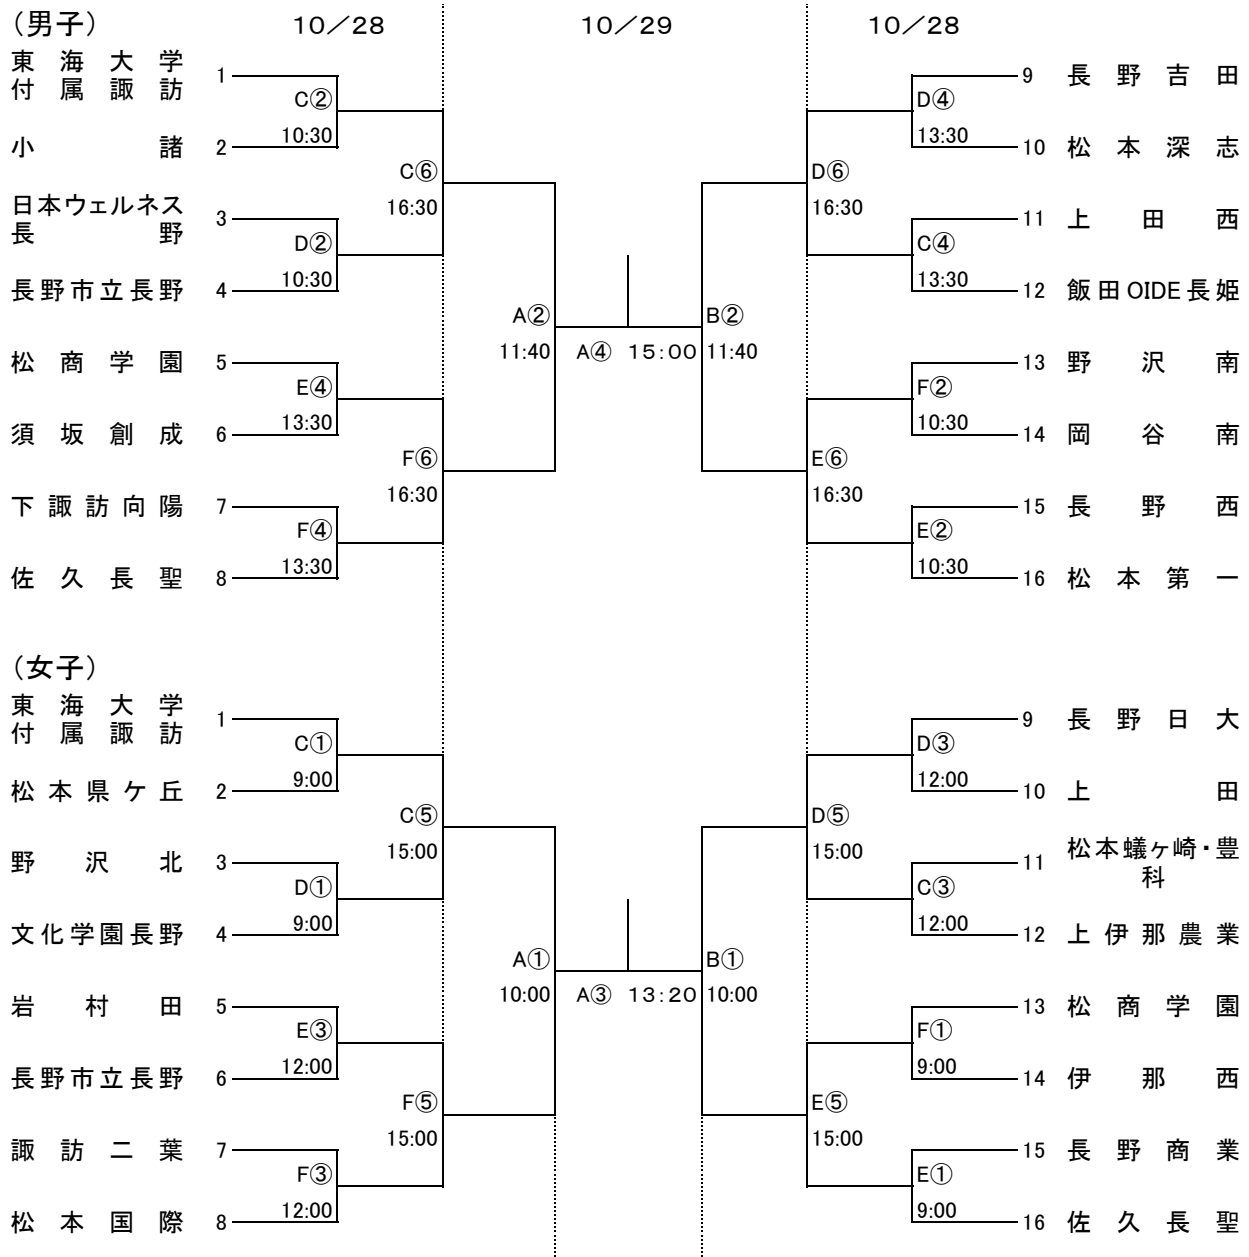 （男子） 10／28 10／29 10／28
東海大学
付属諏訪 1
C②
10:30
小諸 2
C⑥
16:30
日本ウェルネス
長野 3
D②
10:30
長野市立長野 4
A②
11:40
松商学園 5
E④
13:30
須坂創成 6
F⑥
16:30
下諏訪向陽 7
F④
13:30
佐久長聖 8
A④ 15:00
9 長野吉田
D④
13:30
10 松本深志
D⑥
16:30
11 上田西
C④
13:30
12 飯田OIDE長姫
B②
11:40
13 野沢南
F②
10:30
14 岡谷南
E⑥
16:30
15 長野西
E②
10:30
16 松本第一
（女子）
東海大学
付属諏訪 1
C①
9:00
松本県ケ丘 2
C⑤
15:00
野沢北 3
D①
9:00
文化学園長野 4
A①
10:00
岩村田 5
E③
12:00
長野市立長野 6
F⑤
15:00
諏訪二葉 7
F③
12:00
松本国際 8
A③ 13:20
9 長野日大
D③
12:00
10 上田
D⑤
15:00
11 松本蟻ヶ崎・豊
科
C③
12:00
12 上伊那農業
B①
10:00
13 松商学園
F①
9:00
14 伊那西
E⑤
15:00
15 長野商業
E①
9:00
16 佐久長聖